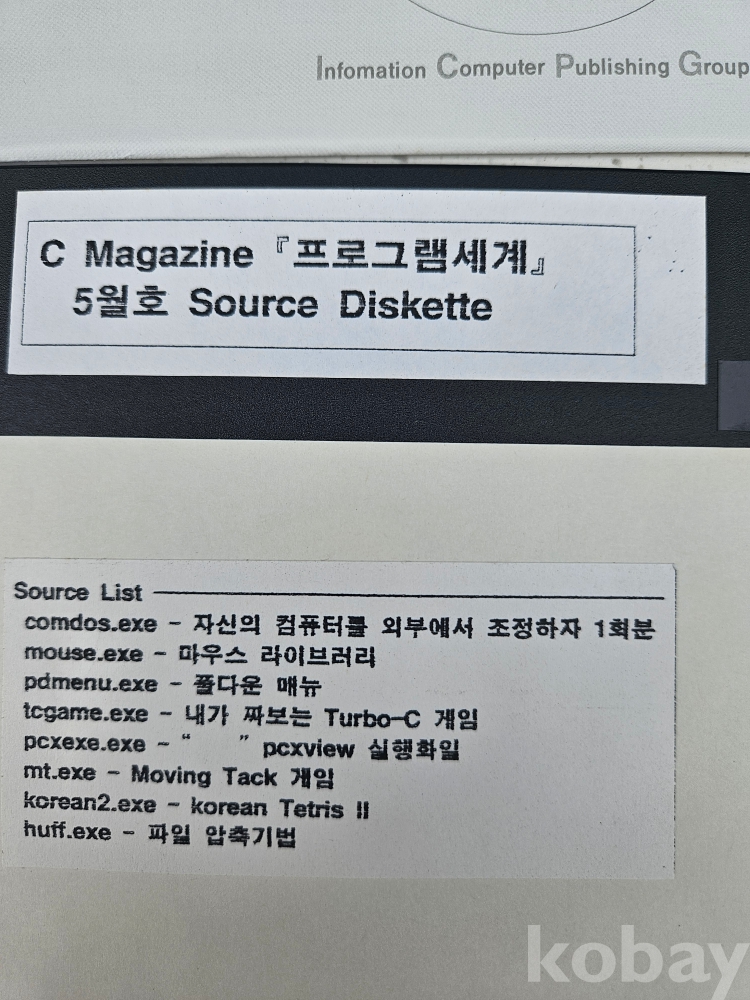 Infomation Computer Publishing Group
C Magazine 『프로그램세계』
5월호 Source Diskette
Source List
comdos.exe - 자신의 컴퓨터를 외부에서 조정하자 1회분
mouse.exe - 마우스 라이브러리
pdmenu.exe - 풀다운 매뉴
tcgame.exe - 내가 짜보는 Turbo-C 게임
pcxexe.exe - “ ” pcxview 실행화일
mt.exe - Moving Tack 게임
korean2.exe - korean Tetris II
huff.exe - 파일 압축기법
kobay